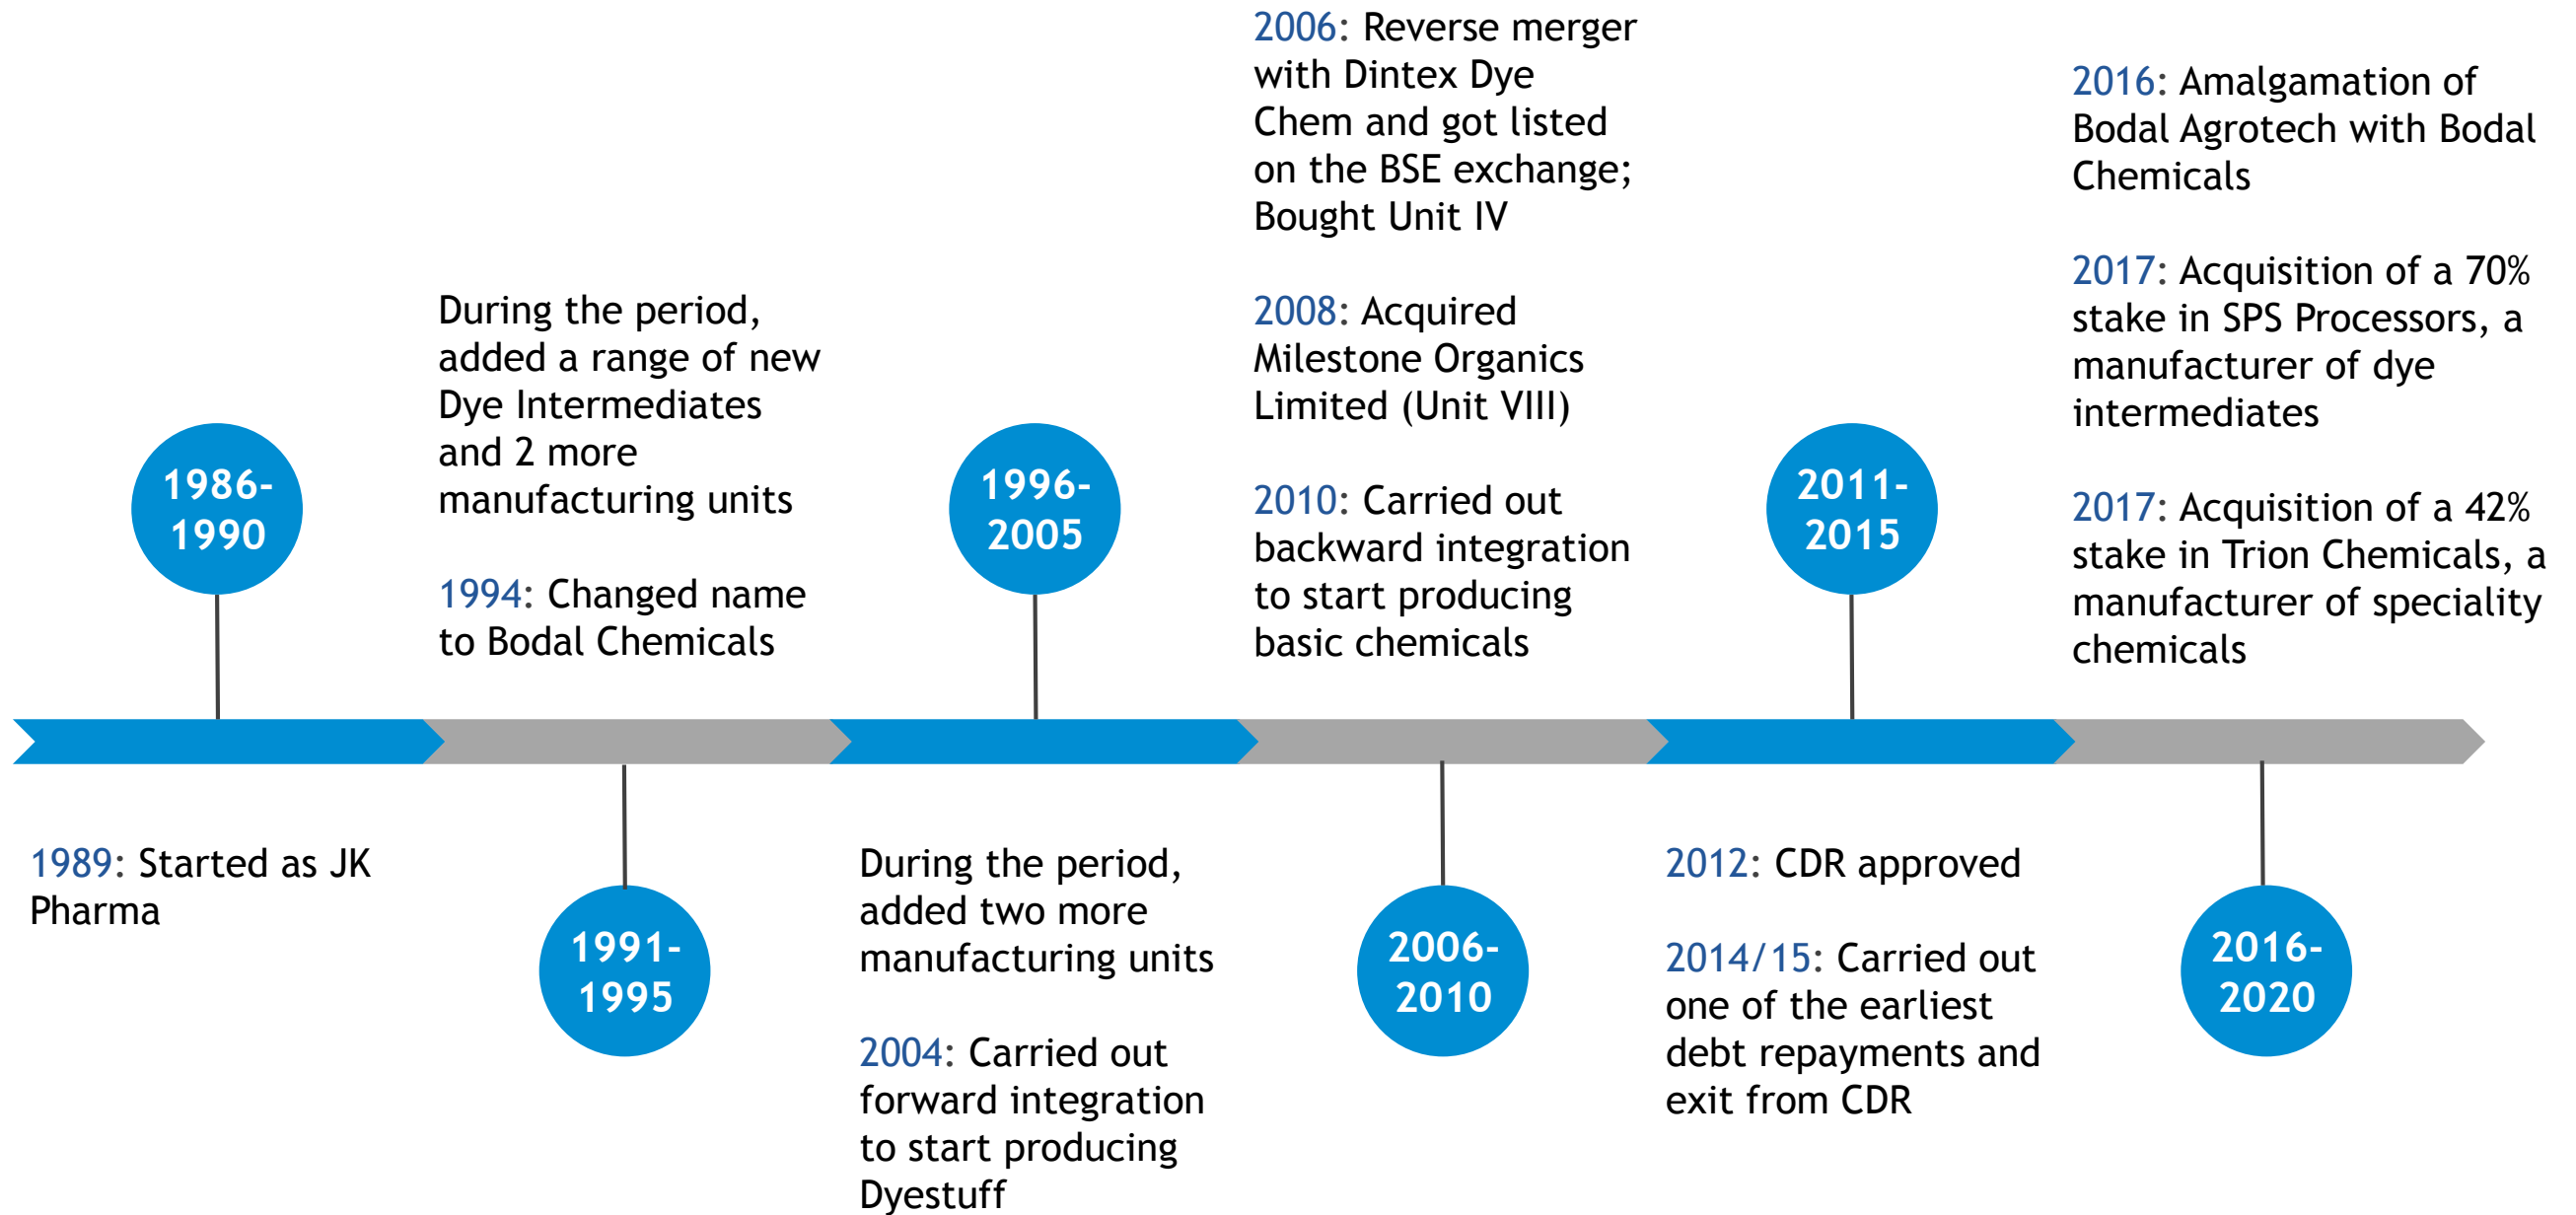 1986-
1990
1989: Started as JK
Pharma
During the period,
added a range of new
Dye Intermediates
and 2 more
manufacturing units
1994: Changed name
to Bodal Chemicals
1991-
1995
1996-
2005
During the period,
added two more
manufacturing units
2004: Carried out
forward integration
to start producing
Dyestuff
2006: Reverse merger
with Dintex Dye
Chem and got listed
on the BSE exchange;
Bought Unit IV
2008: Acquired
Milestone Organics
Limited (Unit VIII)
2010: Carried out
backward integration
to start producing
basic chemicals
2006-
2010
2011-
2015
2012: CDR approved
2014/15: Carried out
one of the earliest
debt repayments and
exit from CDR
2016: Amalgamation of
Bodal Agrotech with Bodal
Chemicals
2017: Acquisition of a 70%
stake in SPS Processors, a
manufacturer of dye
intermediates
2017: Acquisition of a 42%
stake in Trion Chemicals, a
manufacturer of speciality
chemicals
2016-
2020